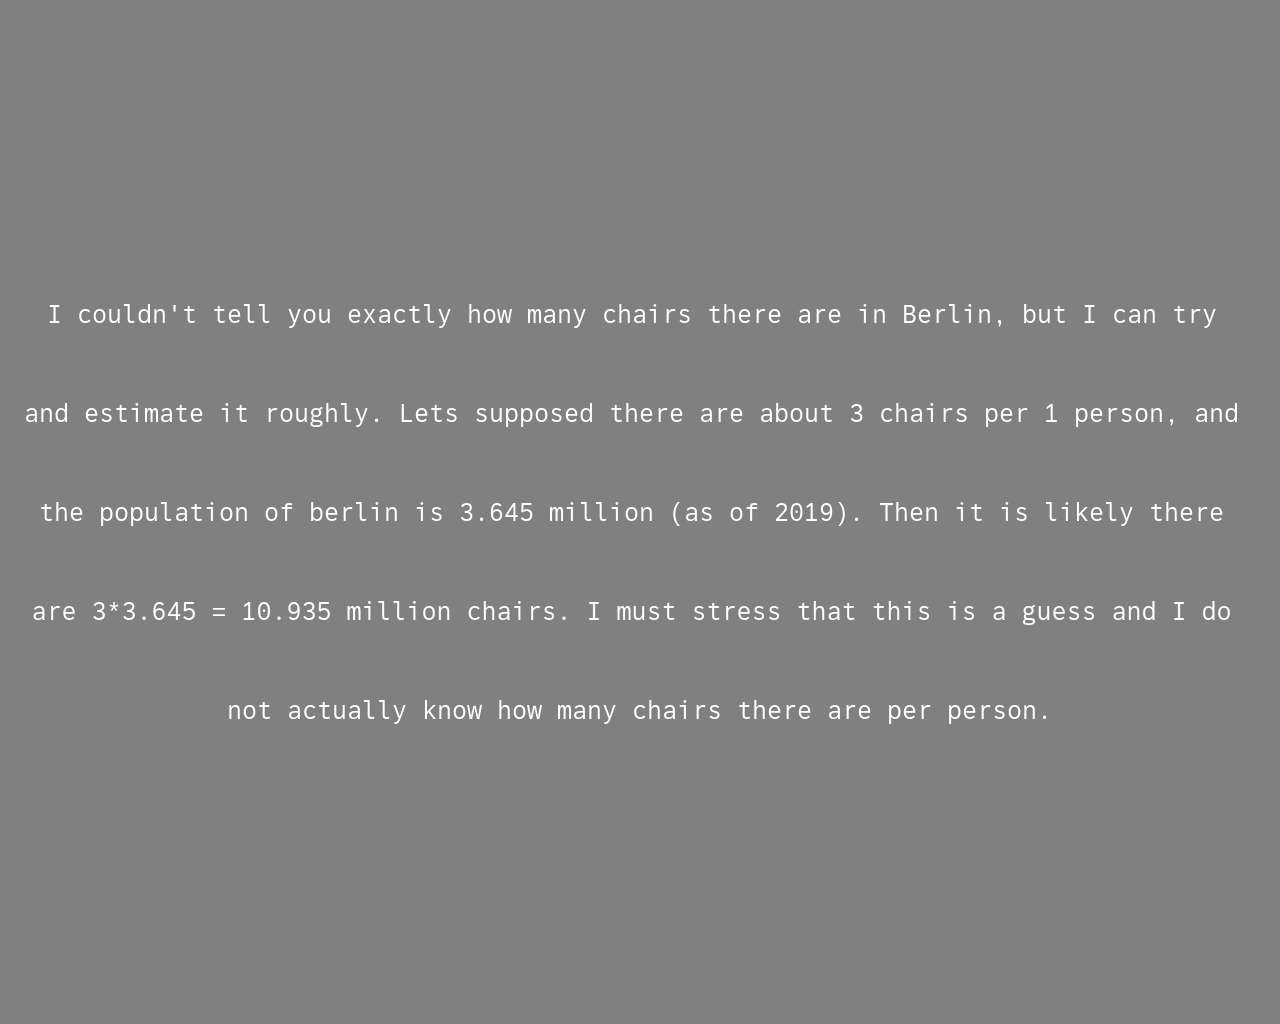 I couldn't tell you exactly how many chairs there are in Berlin, but I can try
and estimate it roughly. Lets supposed there are about 3 chairs per 1 person, and
the population of berlin is 3.645 million (as of 2019). Then it is likely there
are 3*3.645 = 10.935 million chairs. I must stress that this is a guess and I do
not actually know how many chairs there are per person.